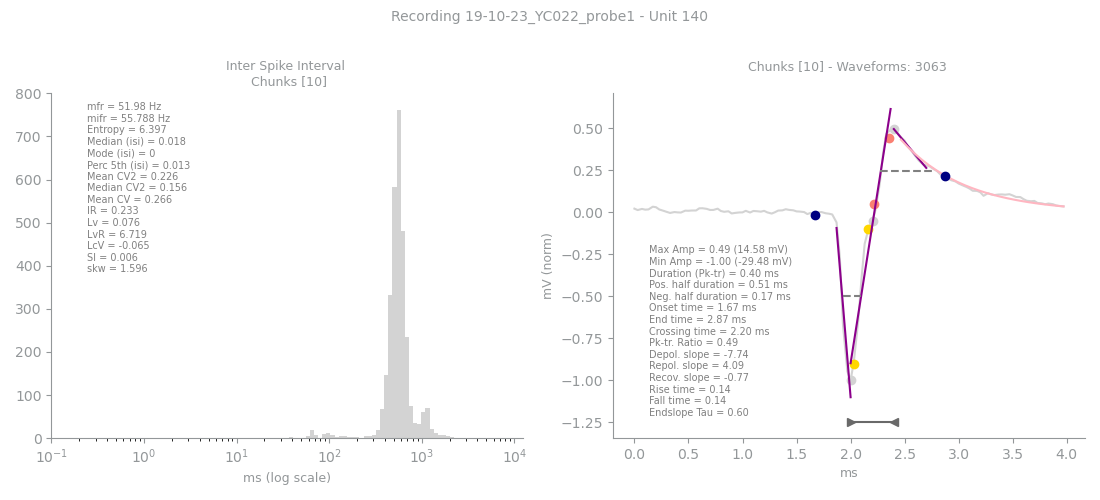 Recording 19-10-23_YC022_probe1 - Unit 140
Inter Spike Interval
Chunks [10]
800
700
600
500
400
300
200
100
0
mfr = 51.98 Hz
mifr = 55.788 Hz
Entropy = 6.397
Median (isi) = 0.018
Mode (isi) = 0
Perc 5th (isi) = 0.013
Mean CV2 = 0.226
Median CV2 = 0.156
Mean CV = 0.266
IR = 0.233
Lv = 0.076
LvR = 6.719
LcV = -0.065
SI = 0.006
skw = 1.596
10⁻¹ 10⁰ 10¹ 10² 10³ 10⁴
ms (log scale)
Chunks [10] - Waveforms: 3063
mV (norm)
0.50
0.25
0.00
−0.25
−0.50
−0.75
−1.00
−1.25
Max Amp = 0.49 (14.58 mV)
Min Amp = -1.00 (-29.48 mV)
Duration (Pk-tr) = 0.40 ms
Pos. half duration = 0.51 ms
Neg. half duration = 0.17 ms
Onset time = 1.67 ms
End time = 2.87 ms
Crossing time = 2.20 ms
Pk-tr. Ratio = 0.49
Depol. slope = -7.74
Repol. slope = 4.09
Recov. slope = -0.77
Rise time = 0.14
Fall time = 0.14
Endslope Tau = 0.60
0.0 0.5 1.0 1.5 2.0 2.5 3.0 3.5 4.0
ms